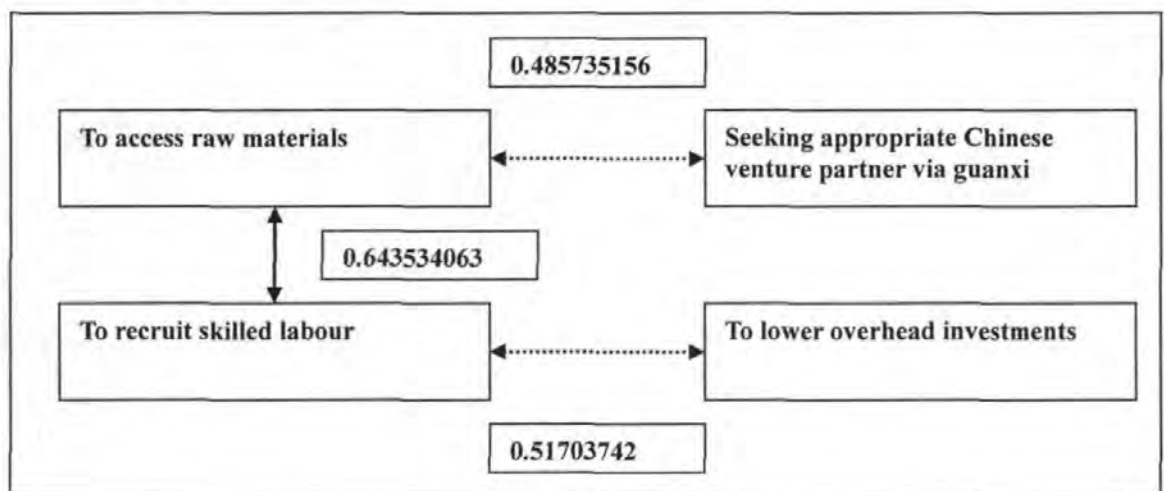 0.485735156
To access raw materials
Seeking appropriate Chinese
venture partner via guanxi
0.643534063
To recruit skilled labour
To lower overhead investments
0.51703742